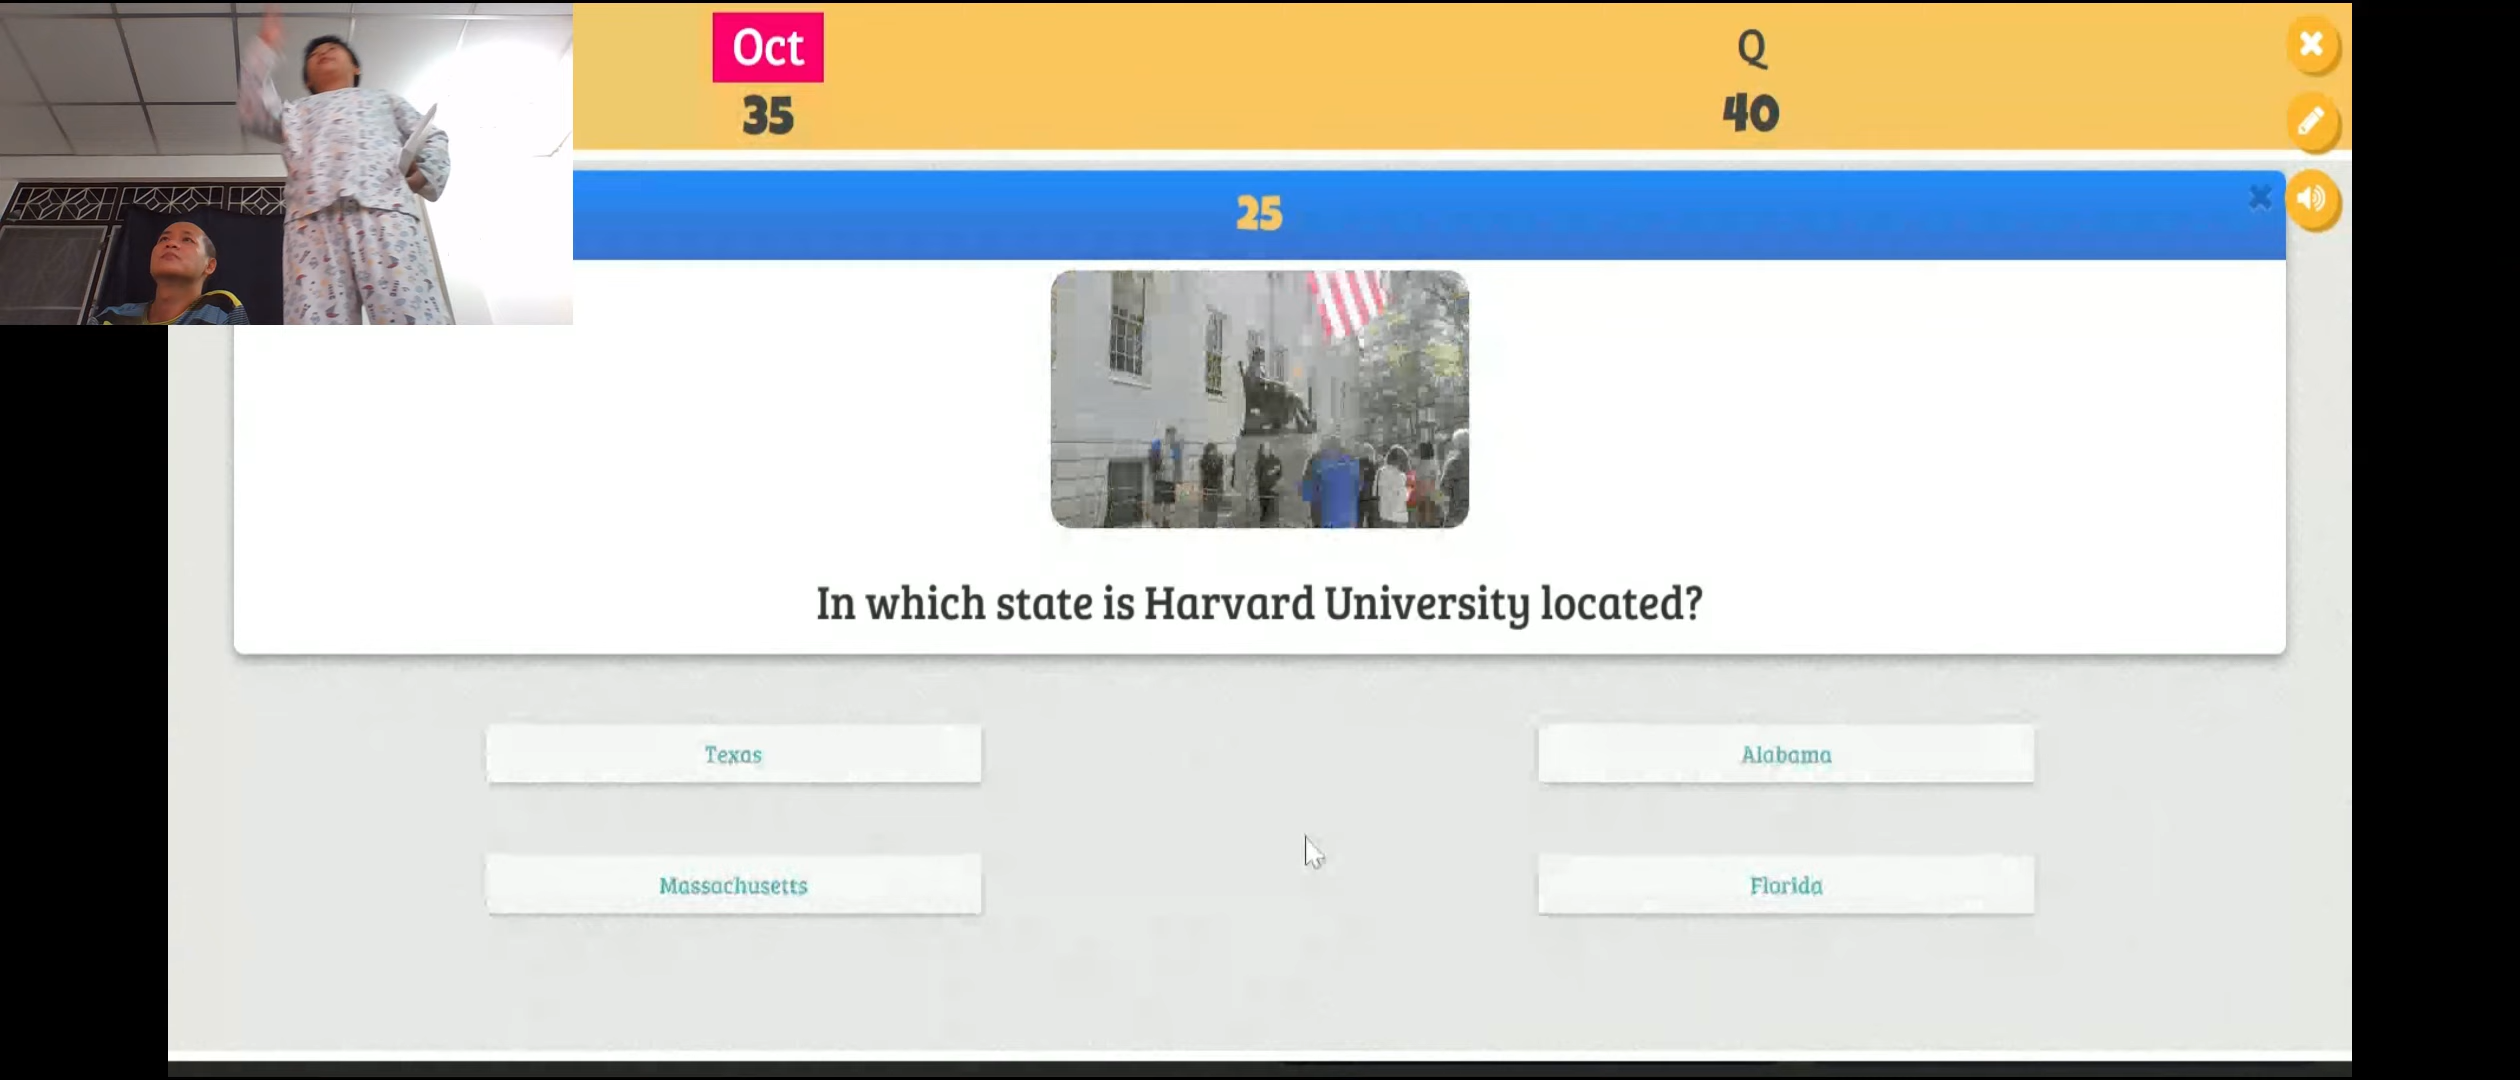 Oct
35
Q
40
25
In which state is Harvard University located?
Texas
Alabama
Massachusetts
Florida